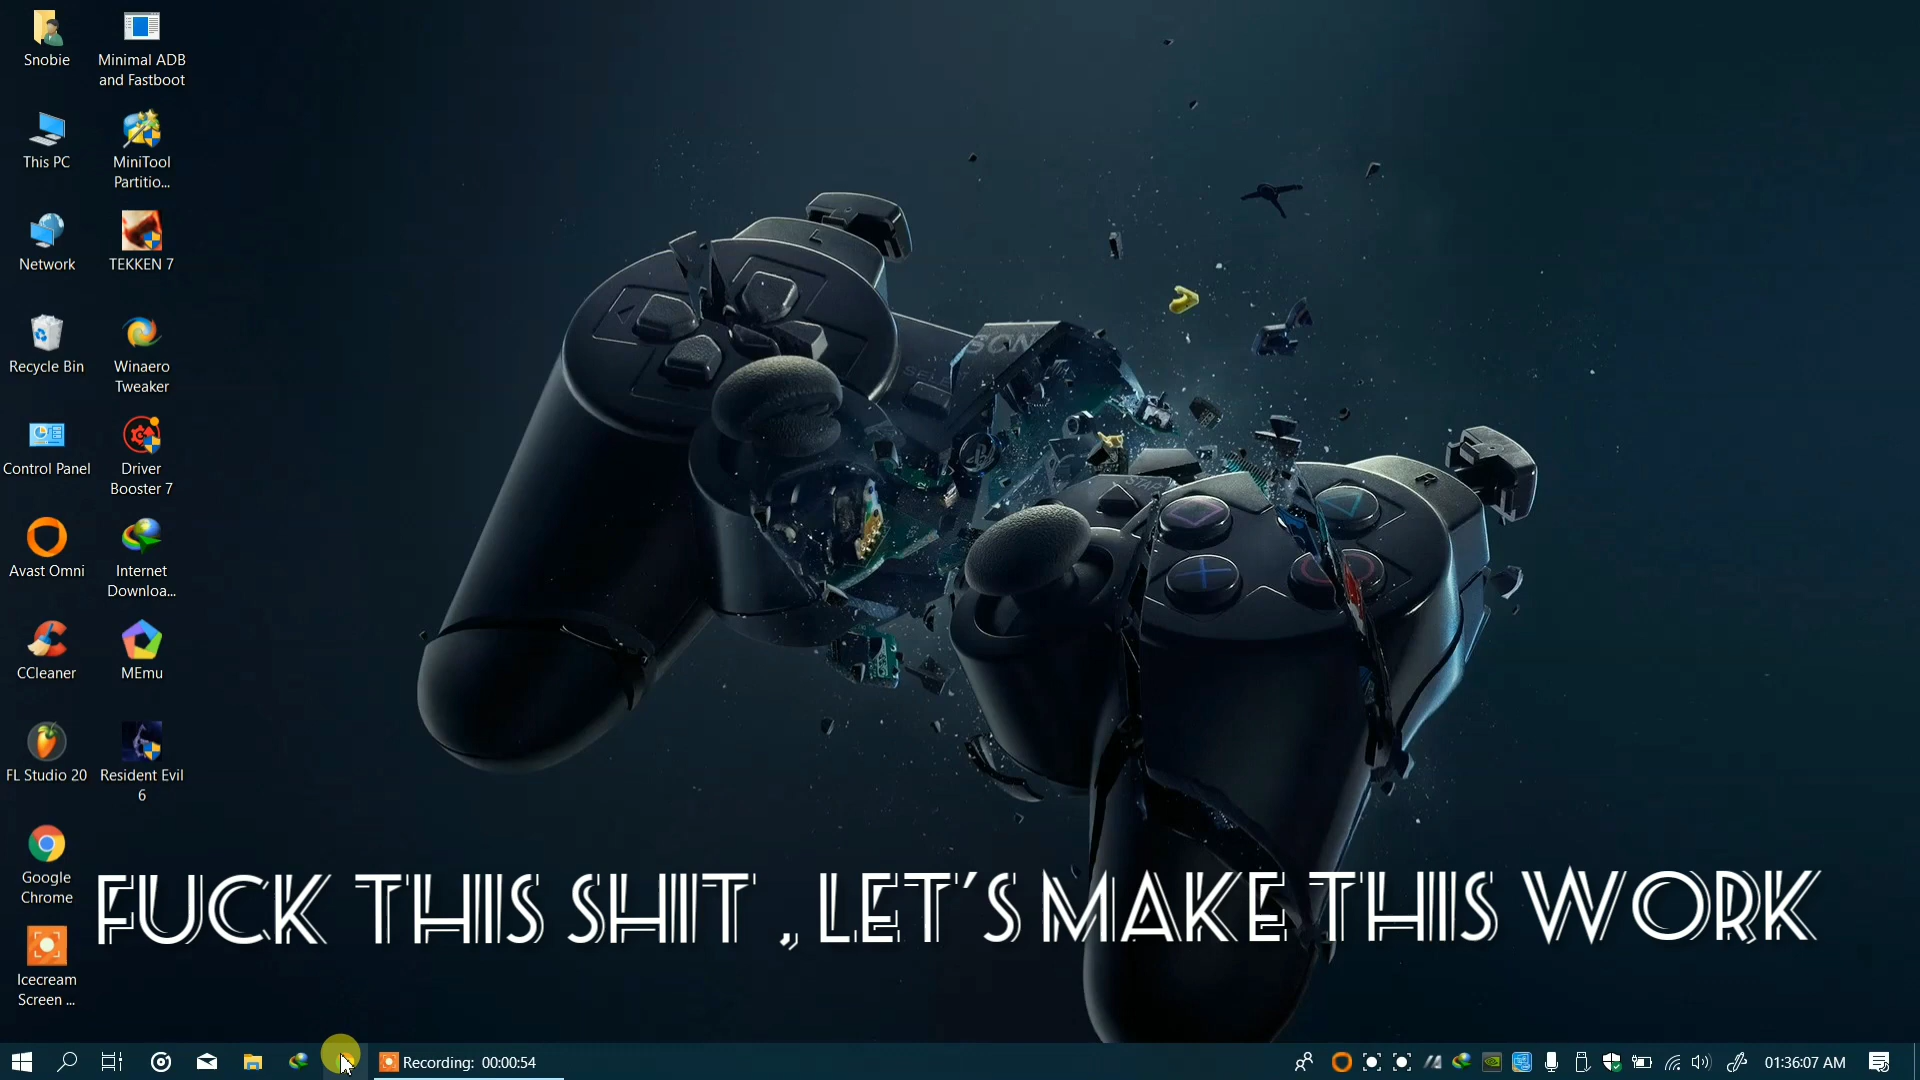 Snobie
Minimal ADB
and Fastboot
This PC
MiniTool
Partitio...
Network
TEKKEN 7
Recycle Bin
Winaero
Tweaker
Control Panel
Driver
Booster 7
Avast Omni
Internet
Downloa...
CCleaner
MEmu
FL Studio 20
Resident Evil
6
Google
Chrome
Icecream
Screen ...
L
SELE
START
R
FUCK THIS SHIT , LET'S MAKE THIS WORK
Recording: 00:00:54
01:36:07 AM